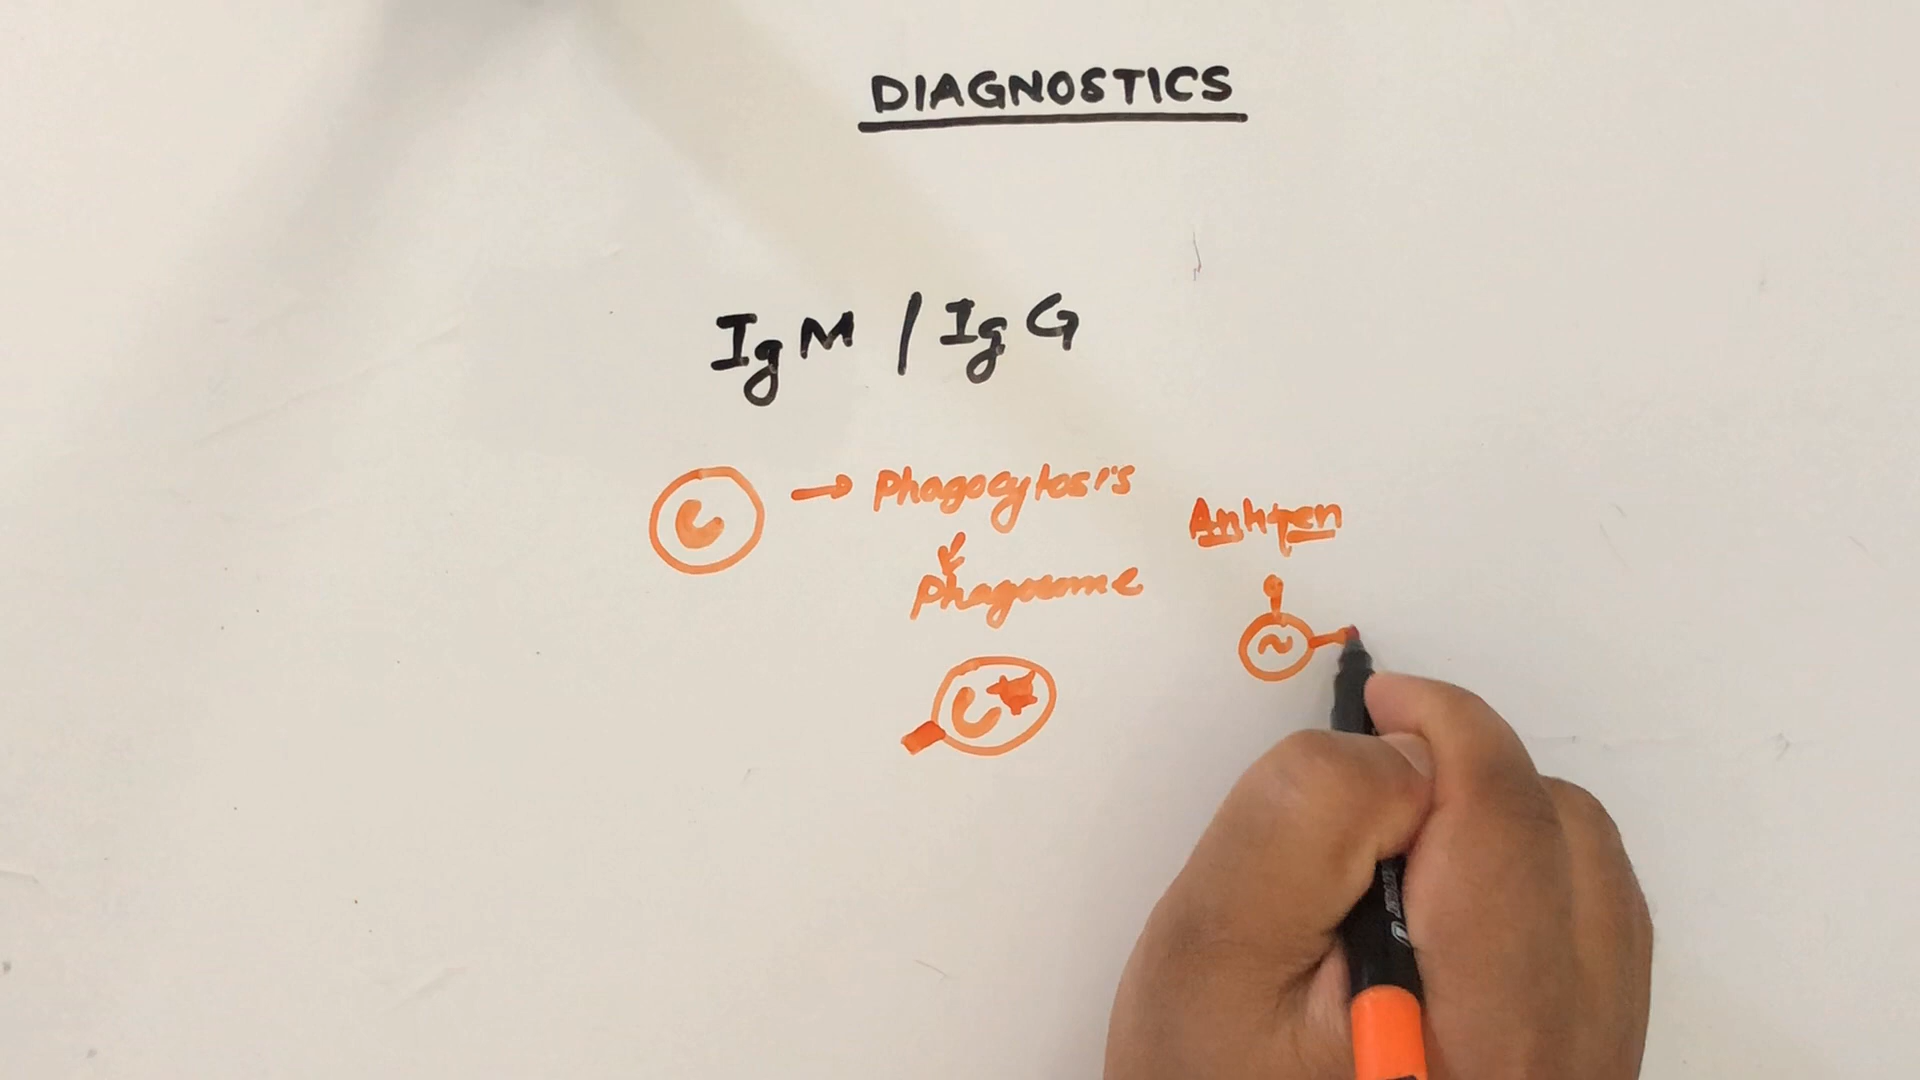 DIAGNOSTICS
IgM / IgG
Phagocytosis
Antigen
Phagosome